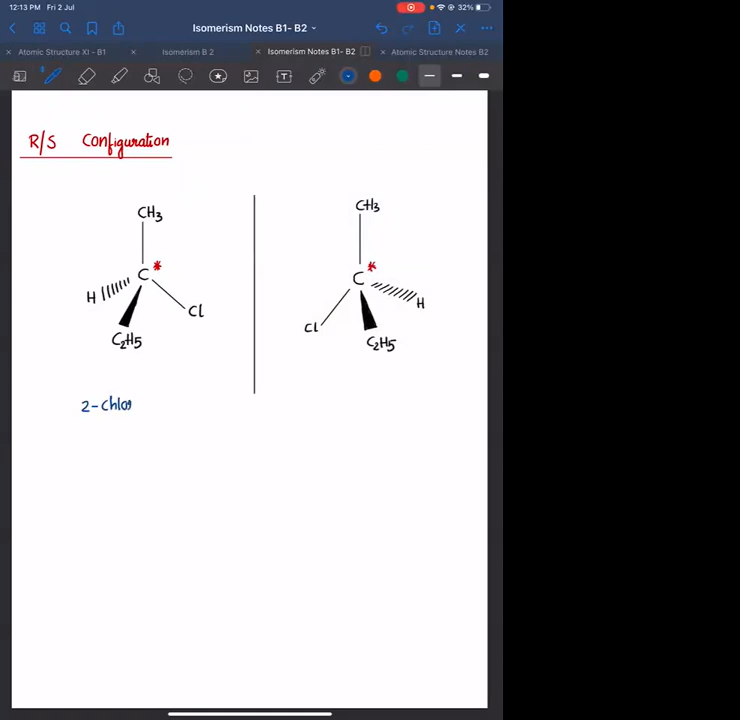 12:13 PM Fri 2 Jul
32%
Isomerism Notes B1- B2
Atomic Structure XI - B1
Isomerism B 2
Isomerism Notes B1- B2
Atomic Structure Notes B2
R/S Configuration
CH3
CH3
C*
C*
H
Cl
H
Cl
C2H5
C2H5
2-Chlor